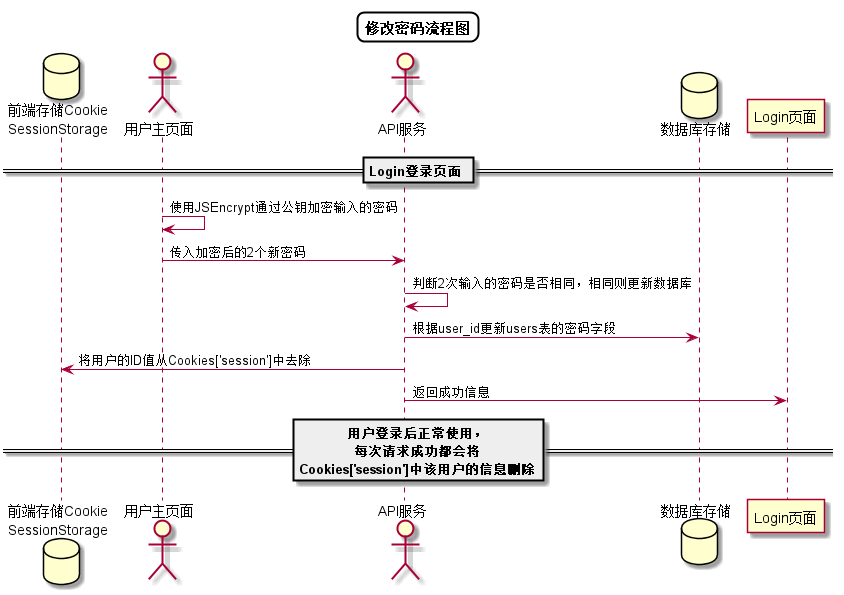 修改密码流程图
前端存储Cookie
SessionStorage
用户主页面
API服务
数据库存储
Login页面
Login登录页面
使用JSEncrypt通过公钥加密输入的密码
传入加密后的2个新密码
判断2次输入的密码是否相同，相同则更新数据库
根据user_id更新users表的密码字段
将用户的ID值从Cookies['session']中去除
返回成功信息
用户登录后正常使用，
每次请求成功都会将
Cookies['session']中该用户的信息删除
前端存储Cookie
SessionStorage
用户主页面
API服务
数据库存储
Login页面